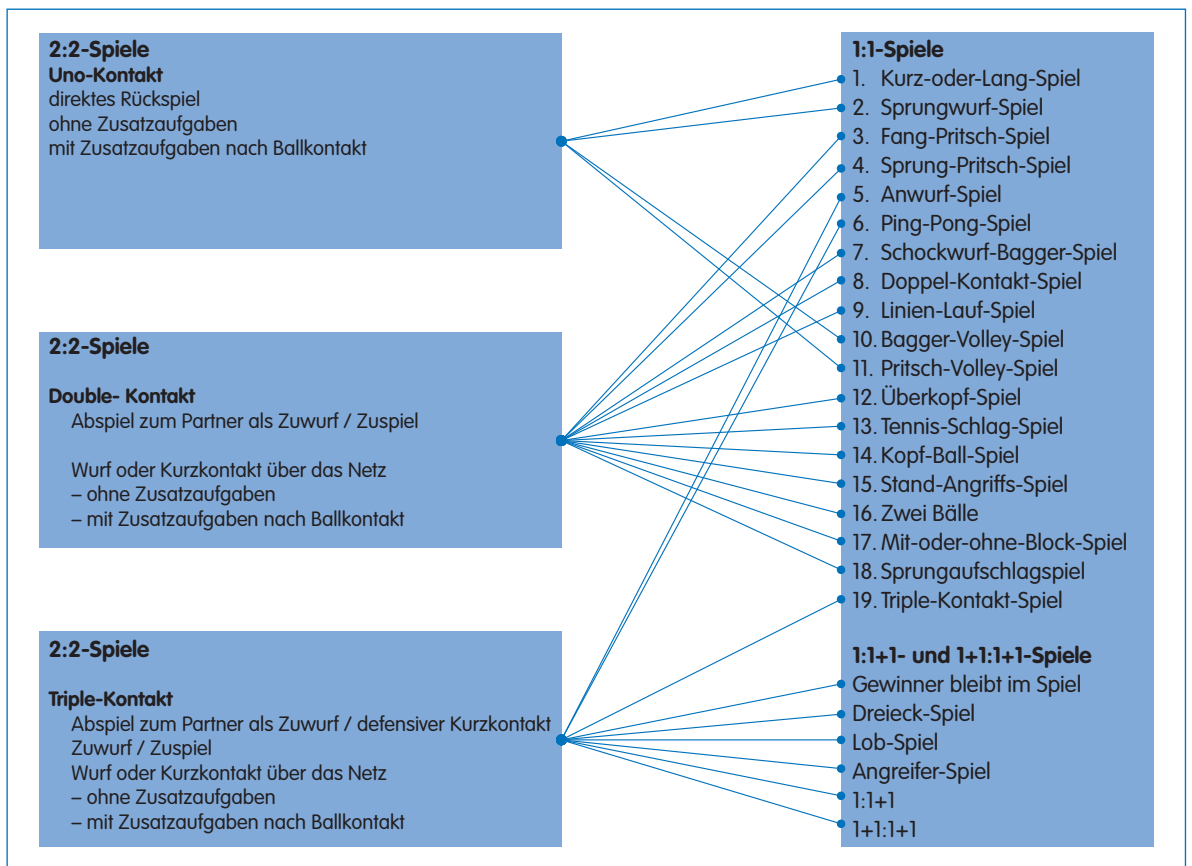 2:2-Spiele
Uno-Kontakt
direktes Rückspiel
ohne Zusatzaufgaben
mit Zusatzaufgaben nach Ballkontakt
2:2-Spiele
Double- Kontakt
Abspiel zum Partner als Zuwurf / Zuspiel
Wurf oder Kurzkontakt über das Netz
– ohne Zusatzaufgaben
– mit Zusatzaufgaben nach Ballkontakt
2:2-Spiele
Triple-Kontakt
Abspiel zum Partner als Zuwurf / defensiver Kurzkontakt
Zuwurf / Zuspiel
Wurf oder Kurzkontakt über das Netz
– ohne Zusatzaufgaben
– mit Zusatzaufgaben nach Ballkontakt
1:1-Spiele
1. Kurz-oder-Lang-Spiel
2. Sprungwurf-Spiel
3. Fang-Pritsch-Spiel
4. Sprung-Pritsch-Spiel
5. Anwurf-Spiel
6. Ping-Pong-Spiel
7. Schockwurf-Bagger-Spiel
8. Doppel-Kontakt-Spiel
9. Linien-Lauf-Spiel
10. Bagger-Volley-Spiel
11. Pritsch-Volley-Spiel
12. Überkopf-Spiel
13. Tennis-Schlag-Spiel
14. Kopf-Ball-Spiel
15. Stand-Angriffs-Spiel
16. Zwei Bälle
17. Mit-oder-ohne-Block-Spiel
18. Sprungaufschlagspiel
19. Triple-Kontakt-Spiel
1:1+1- und 1+1:1+1-Spiele
Gewinner bleibt im Spiel
Dreieck-Spiel
Lob-Spiel
Angreifer-Spiel
1:1+1
1+1:1+1